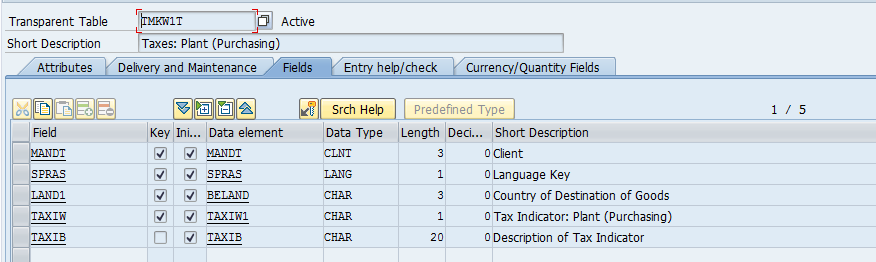 Transparent Table TMKW1T Active
Short Description Taxes: Plant (Purchasing)
Attributes Delivery and Maintenance Fields Entry help/check Currency/Quantity Fields
Srch Help Predefined Type 1 / 5
Field Key Ini... Data element Data Type Length Deci... Short Description
MANDT MANDT CLNT 3 0 Client
SPRAS SPRAS LANG 1 0 Language Key
LAND1 BELAND CHAR 3 0 Country of Destination of Goods
TAXIW TAXIW1 CHAR 1 0 Tax Indicator: Plant (Purchasing)
TAXIB TAXIB CHAR 20 0 Description of Tax Indicator